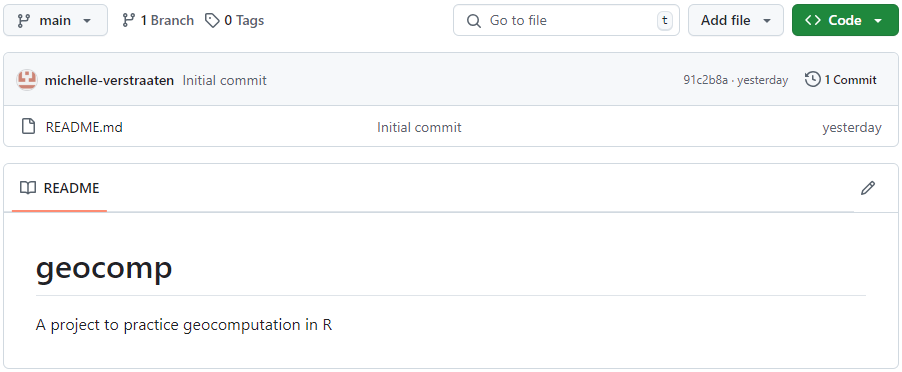 main 1 Branch 0 Tags Go to file t Add file Code
michelle-verstraaten Initial commit 91c2b8a · yesterday 1 Commit
README.md Initial commit yesterday
README
geocomp
A project to practice geocomputation in R